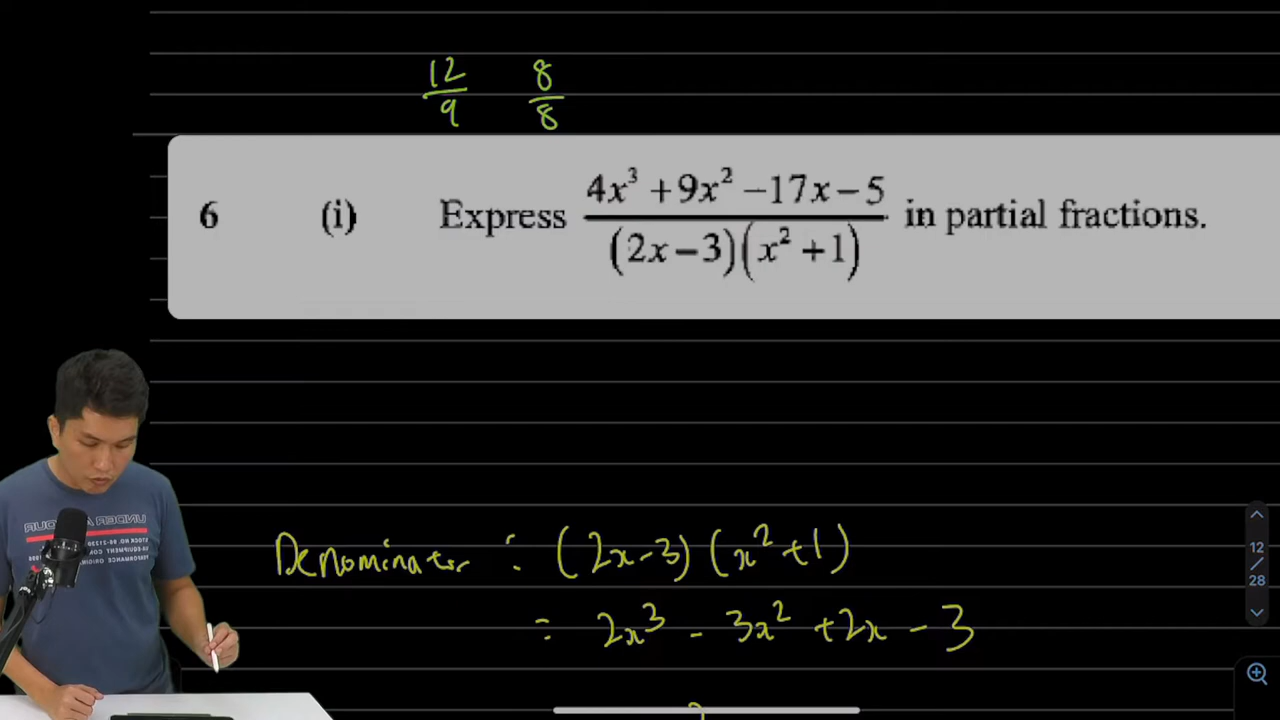 12/9 8/8
6 (i) Express (4x³ + 9x² − 17x − 5)/((2x − 3)(x² + 1)) in partial fractions.
Denominator : (2x − 3)(x² + 1)
= 2x³ − 3x² + 2x − 3
12
/
28